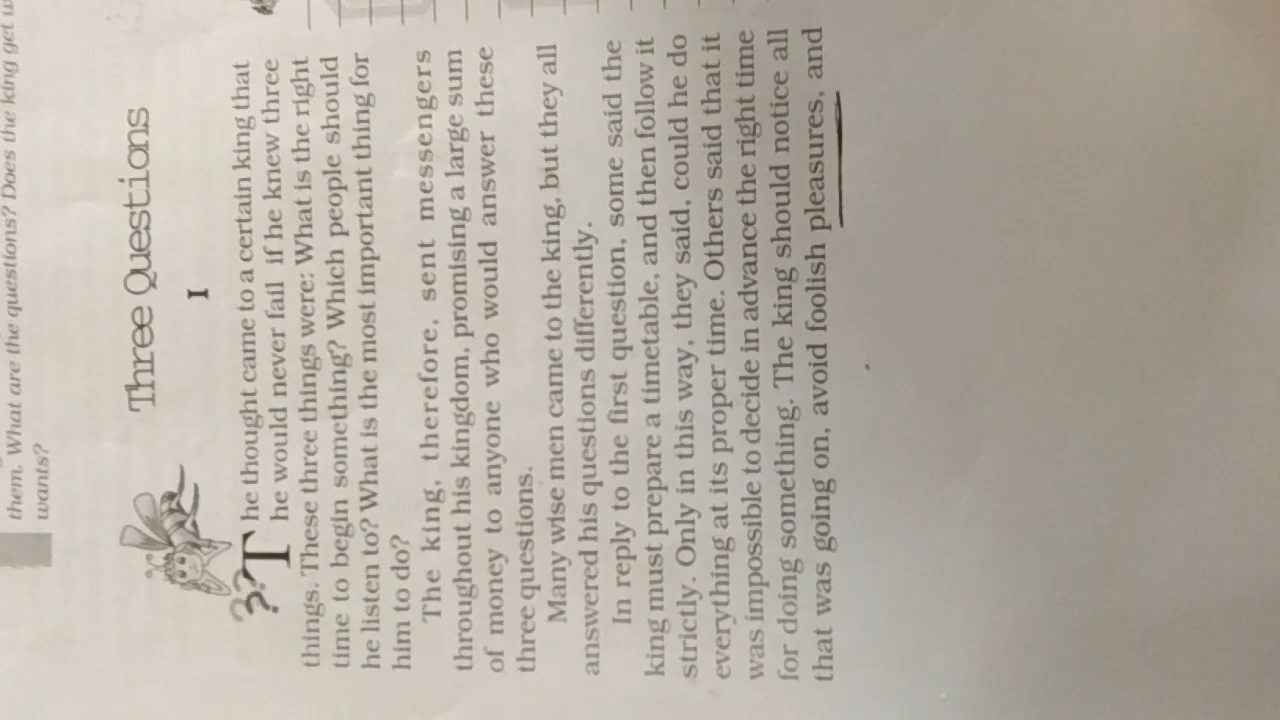 them. What are the questions? Does the king get
wants?
Three Questions
I
The thought came to a certain king that
he would never fail if he knew three
things. These three things were: What is the right
time to begin something? Which people should
he listen to? What is the most important thing for
him to do?
The king, therefore, sent messengers
throughout his kingdom, promising a large sum
of money to anyone who would answer these
three questions.
Many wise men came to the king, but they all
answered his questions differently.
In reply to the first question, some said the
king must prepare a timetable, and then follow it
strictly. Only in this way, they said, could he do
everything at its proper time. Others said that it
was impossible to decide in advance the right time
for doing something. The king should notice all
that was going on, avoid foolish pleasures, and